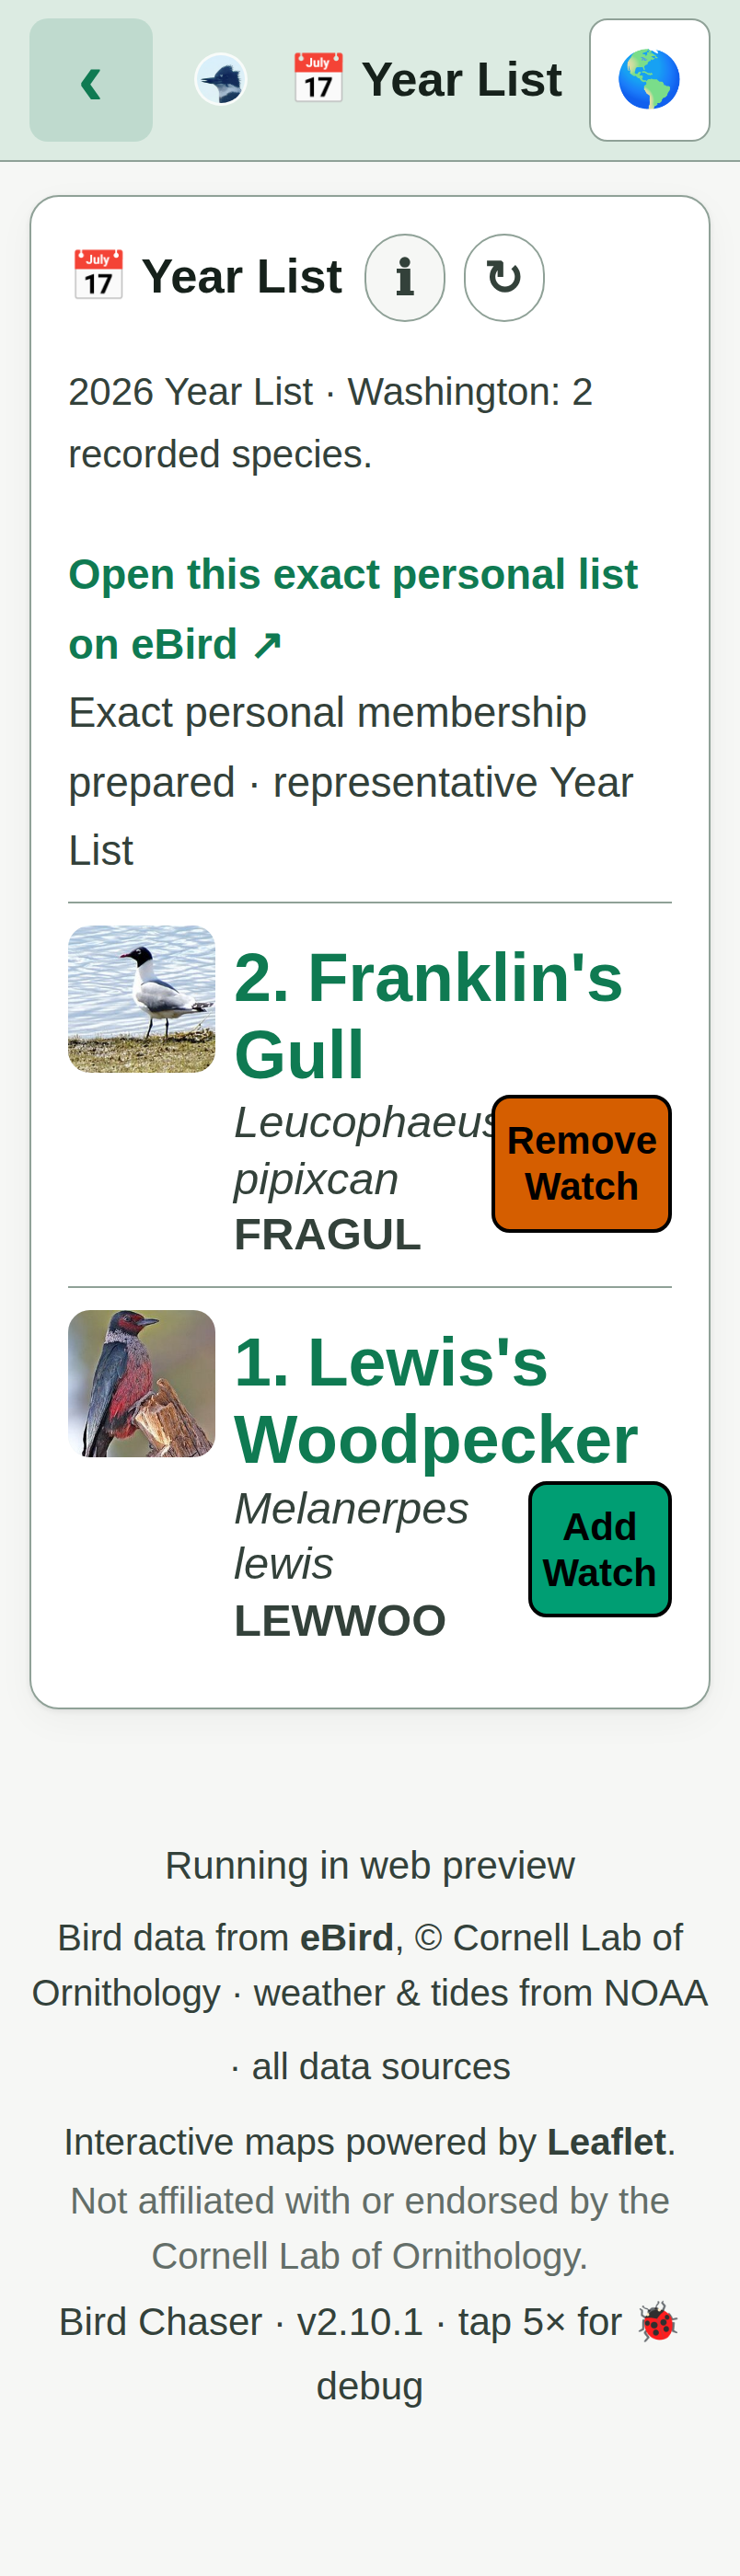 ‹ July 17 Year List
July 17 Year List ℹ ↻
2026 Year List · Washington: 2
recorded species.
Open this exact personal list
on eBird ↗
Exact personal membership
prepared · representative Year
List
2. Franklin's
Gull
Leucophaeus
pipixcan
FRAGUL
Remove
Watch
1. Lewis's
Woodpecker
Melanerpes
lewis
LEWWOO
Add
Watch
Running in web preview
Bird data from eBird, © Cornell Lab of
Ornithology · weather & tides from NOAA
· all data sources
Interactive maps powered by Leaflet.
Not affiliated with or endorsed by the
Cornell Lab of Ornithology.
Bird Chaser · v2.10.1 · tap 5× for 🐞
debug